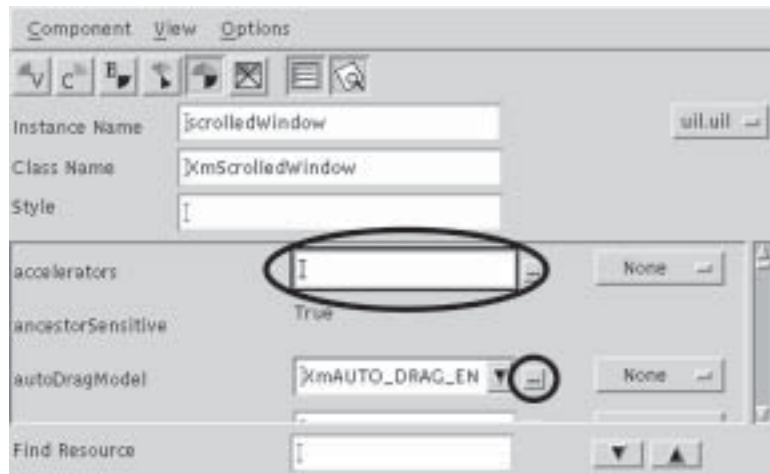 Component View Options
V C E
Instance Name scrolledWindow uil.uil
Class Name XmScrolledWindow
Style
accelerators ... None
ancestorSensitive True
autoDragModel XmAUTO_DRAG_EN ... None
Find Resource